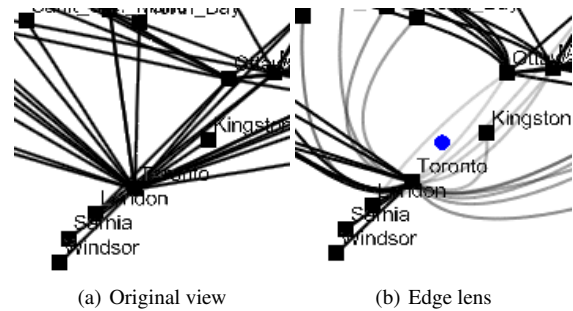 Kingston
Toronto
London
Sarnia
Windsor
Kingston
Toronto
London
Sarnia
Windsor
(a) Original view
(b) Edge lens